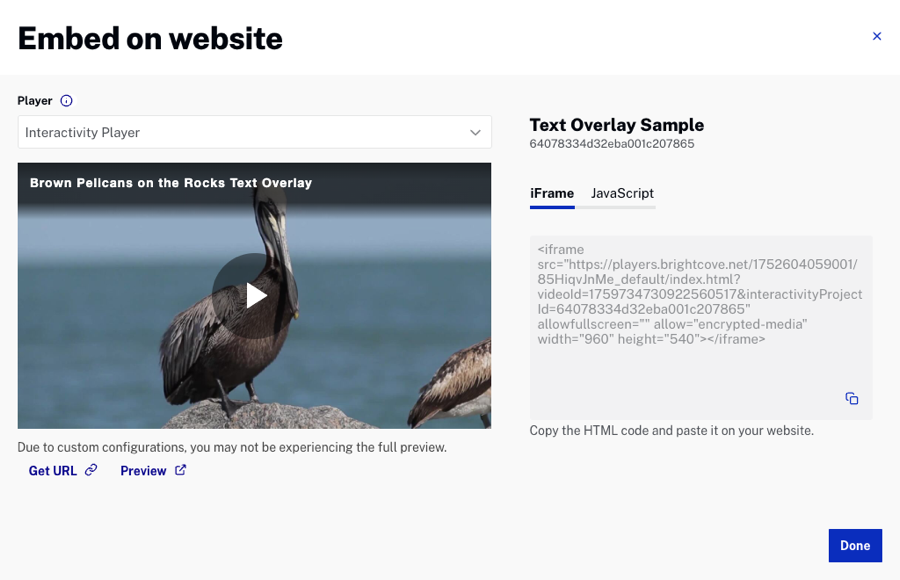 Embed on website
Player
Interactivity Player
Brown Pelicans on the Rocks Text Overlay
Due to custom configurations, you may not be experiencing the full preview.
Get URL
Preview
Text Overlay Sample
64078334d32eba001c207865
iFrame
JavaScript
<iframe
src="https://players.brightcove.net/1752604059001/
85HiqvJnMe_default/index.html?
videoId=1759734730922560517&interactivityProject
Id=64078334d32eba001c207865"
allowfullscreen="" allow="encrypted-media"
width="960" height="540"></iframe>
Copy the HTML code and paste it on your website.
Done